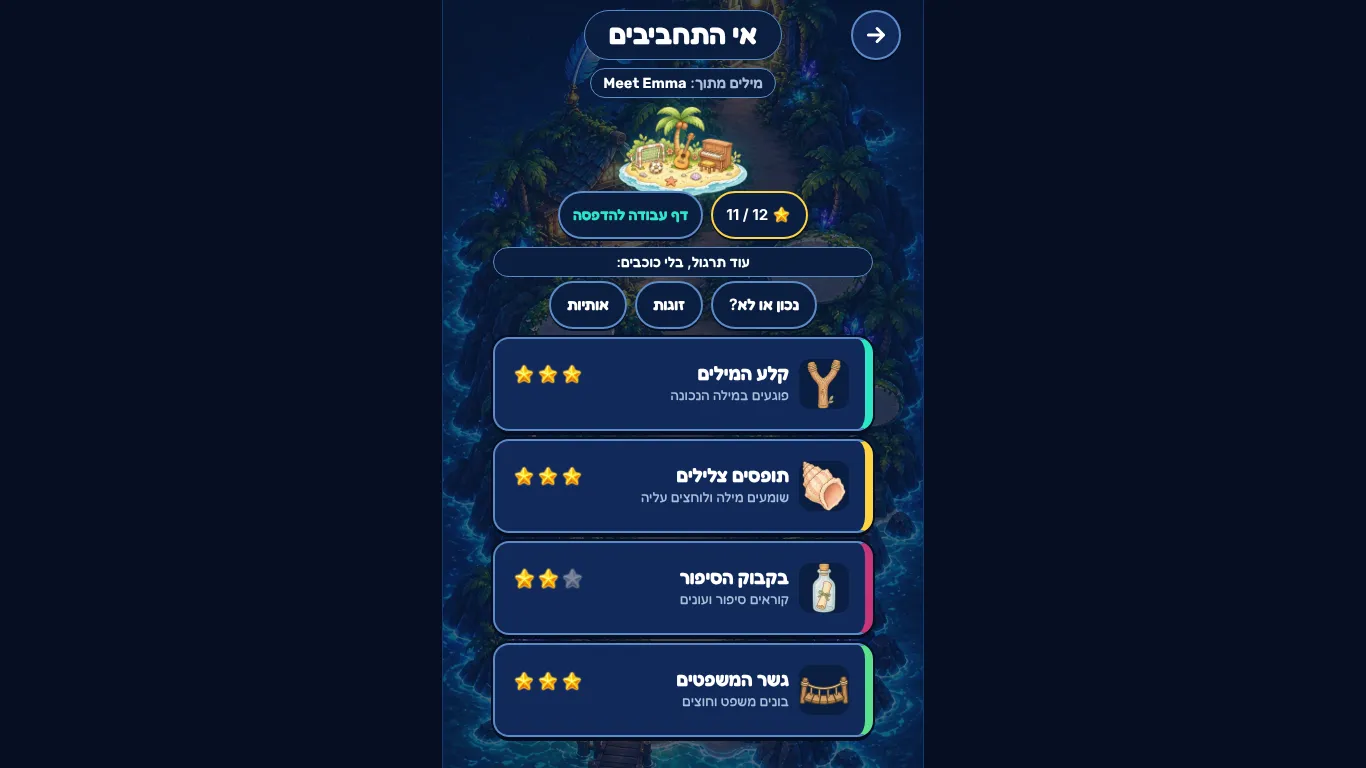 אי התחביבים
מילים מתוך: Meet Emma
11 / 12
דף עבודה להדפסה
עוד תרגול, בלי כוכבים:
נכון או לא?
זוגות
אותיות
קלע המילים
פוגעים במילה הנכונה
תופסים צלילים
שומעים מילה ולוחצים עליה
בקבוק הסיפור
קוראים סיפור ועונים
גשר המשפטים
בונים משפט וחוצים